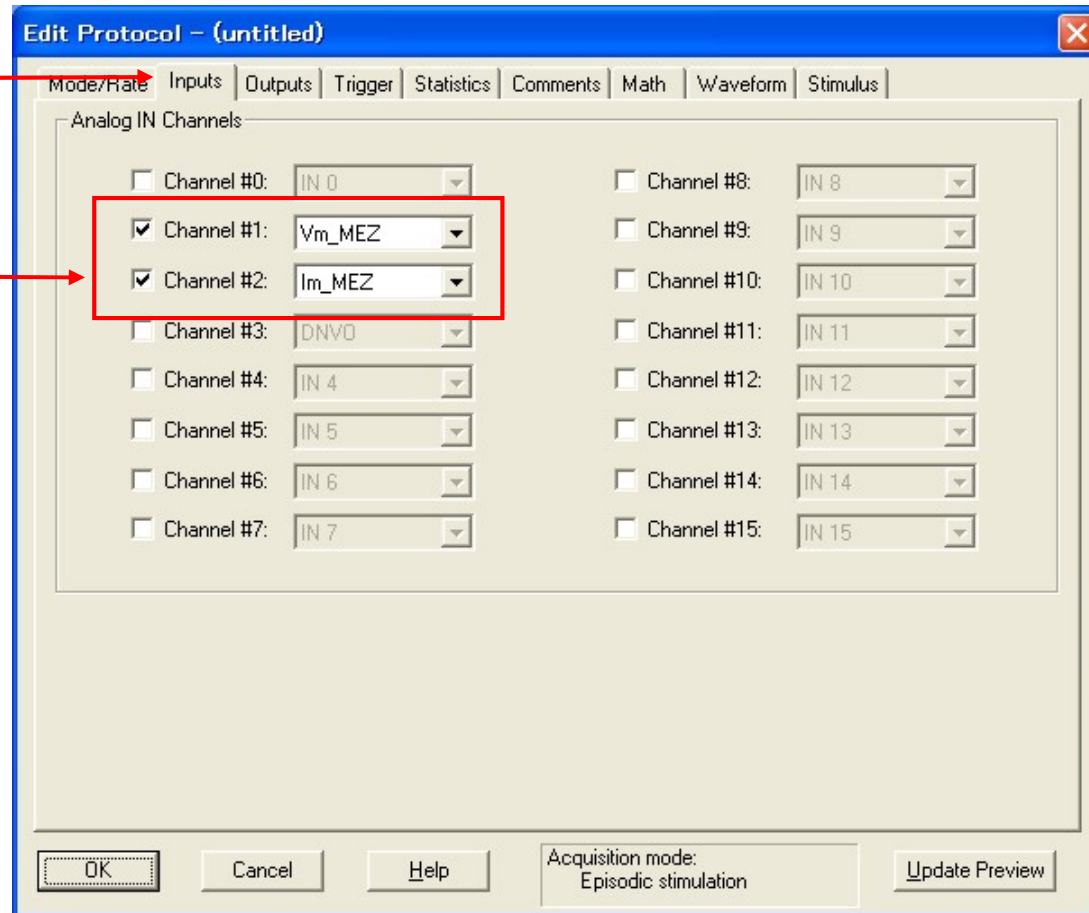 Edit Protocol - (untitled)
Mode/Rate Inputs Outputs Trigger Statistics Comments Math Waveform Stimulus
Analog IN Channels
Channel #0: IN 0
Channel #1: Vm_MEZ
Channel #2: Im_MEZ
Channel #3: DNV0
Channel #4: IN 4
Channel #5: IN 5
Channel #6: IN 6
Channel #7: IN 7
Channel #8: IN 8
Channel #9: IN 9
Channel #10: IN 10
Channel #11: IN 11
Channel #12: IN 12
Channel #13: IN 13
Channel #14: IN 14
Channel #15: IN 15
OK Cancel Help
Acquisition mode:
Episodic stimulation
Update Preview